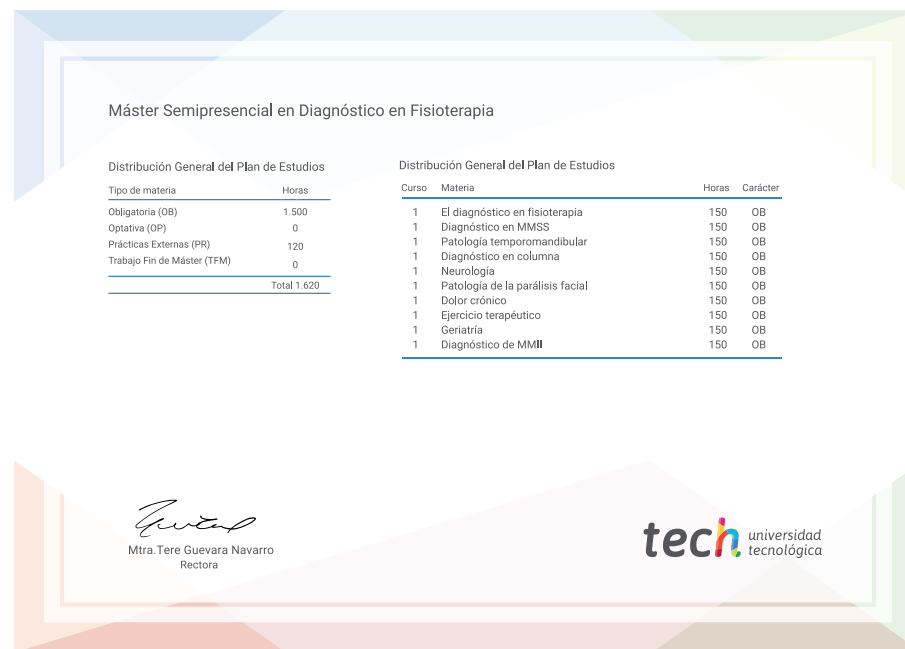 Máster Semipresencial en Diagnóstico en Fisioterapia
Distribución General del Plan de Estudios
Tipo de materia Horas
Obligatoria (OB) 1.500
Optativa (OP) 0
Prácticas Externas (PR) 120
Trabajo Fin de Máster (TFM) 0
Total 1.620
Distribución General del Plan de Estudios
Curso Materia Horas Carácter
1 El diagnóstico en fisioterapia 150 OB
1 Diagnóstico en MMSS 150 OB
1 Patología temporomandibular 150 OB
1 Diagnóstico en columna 150 OB
1 Neurología 150 OB
1 Patología de la parálisis facial 150 OB
1 Dolor crónico 150 OB
1 Ejercicio terapéutico 150 OB
1 Geriatría 150 OB
1 Diagnóstico de MMII 150 OB
Mtra.Tere Guevara Navarro
Rectora
tech universidad
tecnológica